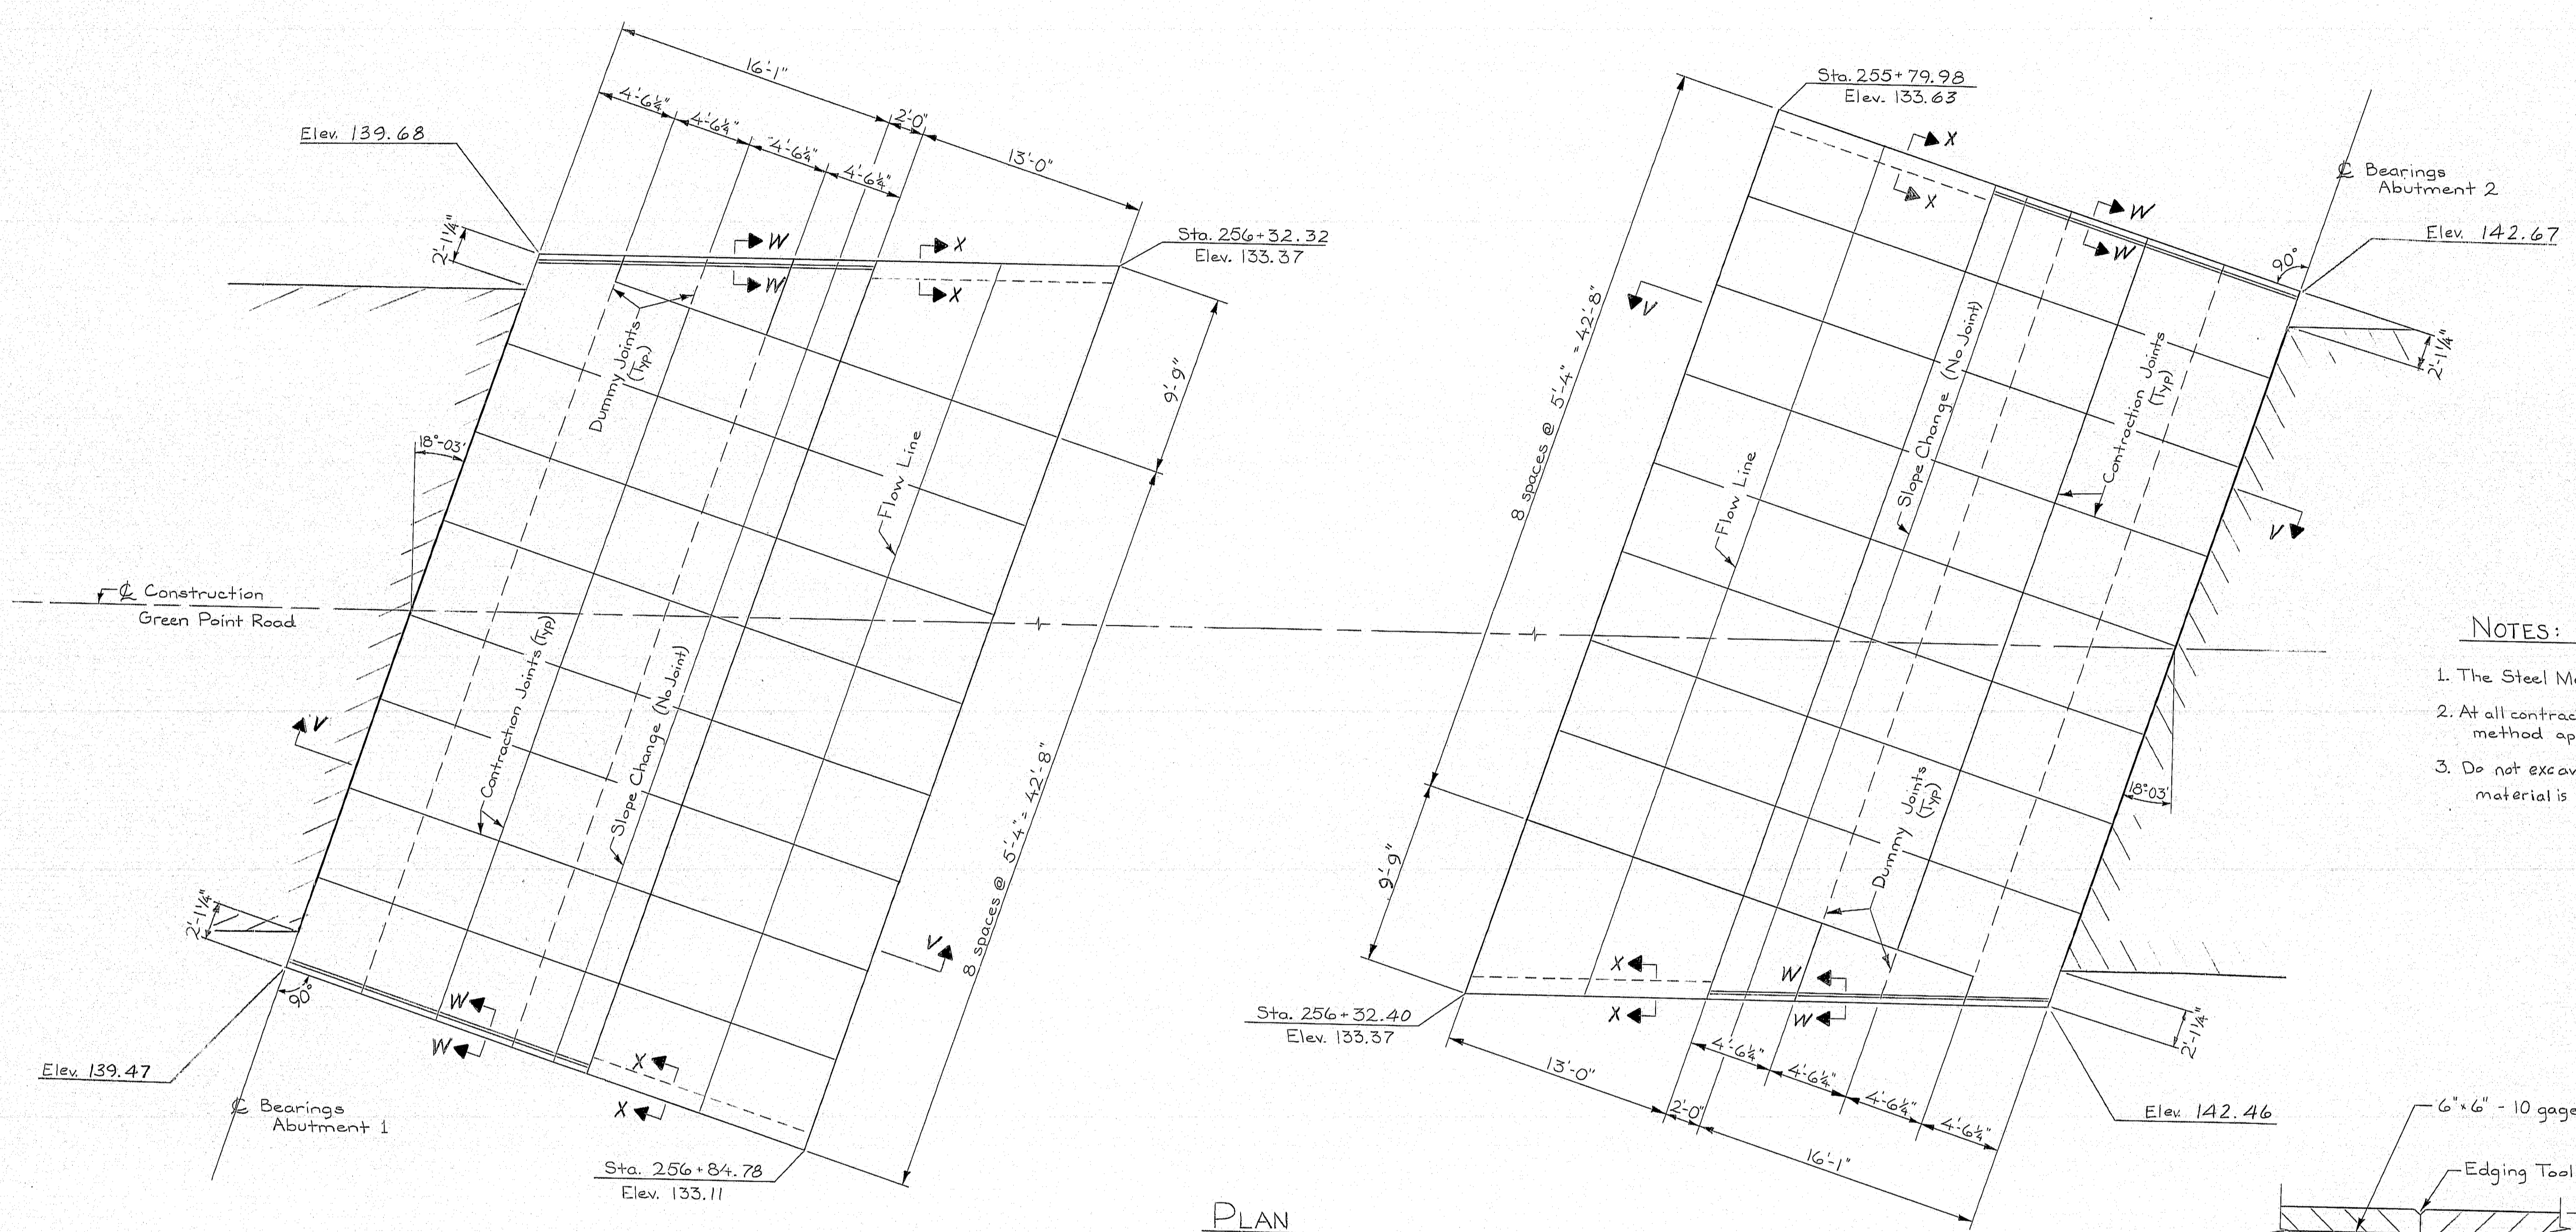 16'-1"
4'-6¼"
4'-6¼"
4'-6¼"
4'-6¼"
2'-0"
13'-0"
Elev. 139.68
2'-1¼"
W
W
X
X
Sta. 256+32.32
Elev. 133.37
Dummy Joints
(Typ.)
9'-9"
18°-03'
Flow Line
℄ Construction
Green Point Road
Contraction Joints (Typ)
Slope Change (No Joint)
V
V
8 spaces @ 5'-4" = 42'-8"
2'-1¼"
90°
W
W
X
X
Elev. 139.47
℄ Bearings
Abutment 1
Sta. 256+84.78
Elev. 133.11
Sta. 255+79.98
Elev. 133.63
X
X
W
W
℄ Bearings
Abutment 2
Elev. 142.67
90°
2'-1¼"
V
V
8 spaces @ 5'-4" = 42'-8"
Slope Change (No Joint)
Contraction Joints
(Typ)
Flow Line
18°-03'
Dummy Joints
(Typ)
9'-9"
X
X
W
W
Sta. 256+32.40
Elev. 133.37
13'-0"
2'-0"
4'-6¼"
4'-6¼"
4'-6¼"
4'-6¼"
16'-1"
2'-1¼"
Elev. 142.46
PLAN
NOTES:
1. The Steel M
2. At all contrac
method ap
3. Do not excav
material is
6"x6" - 10 gage
Edging Tool